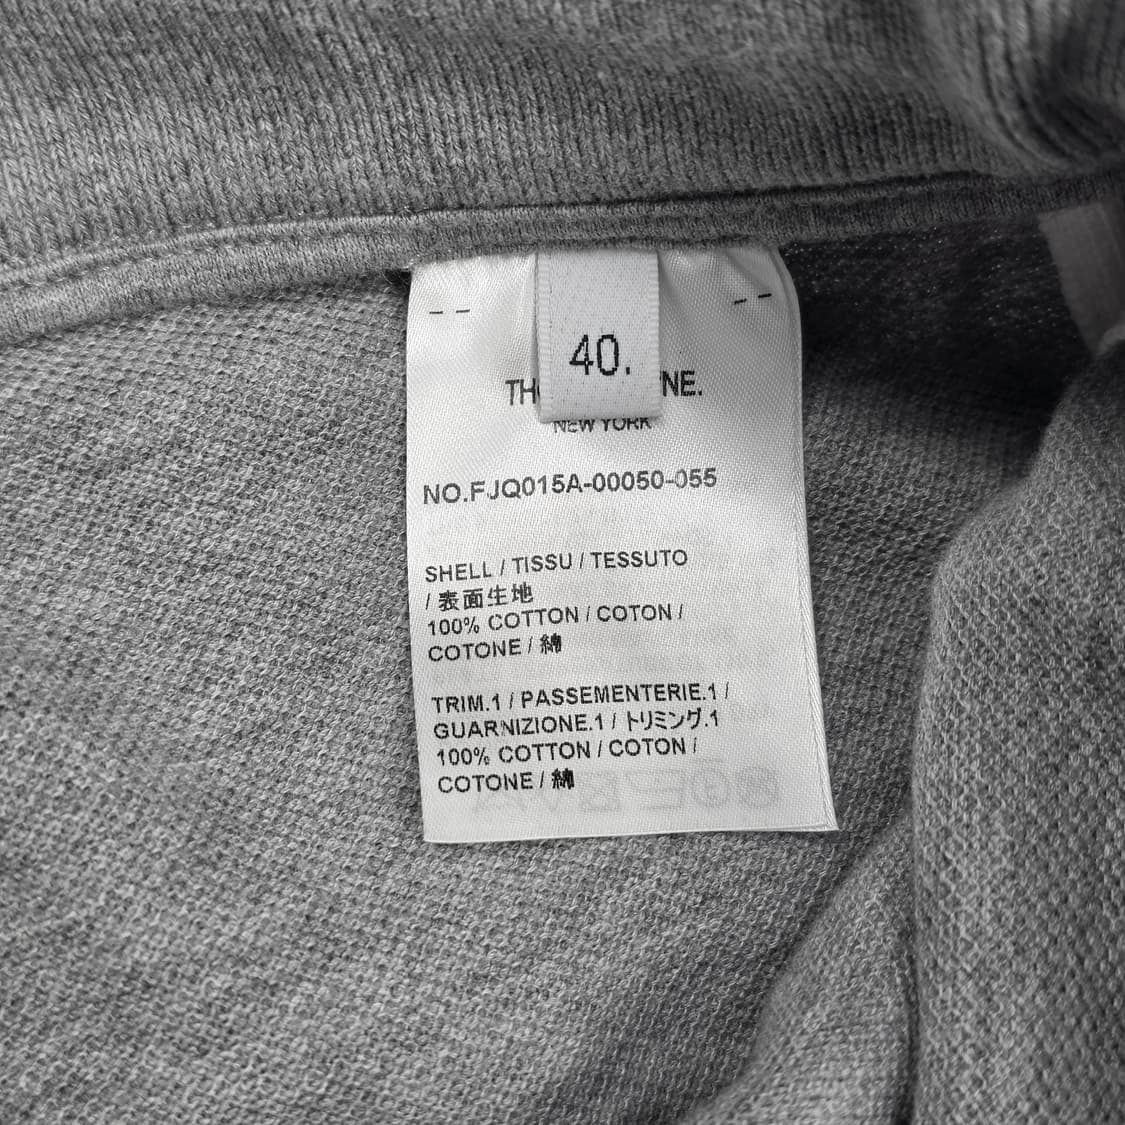 40.
NEW YORK
NO.FJQ015A-00050-055
SHELL / TISSU / TESSUTO
/ 表面生地
100% COTTON / COTON /
COTONE / 綿
TRIM.1 / PASSEMENTERIE.1 /
GUARNIZIONE.1 / トリミング.1
100% COTTON / COTON /
COTONE / 綿